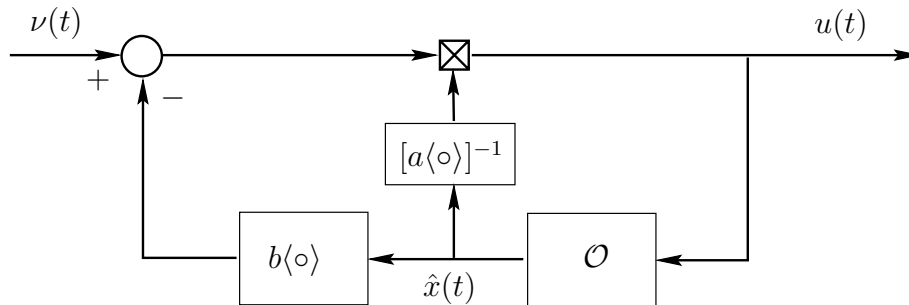 ν(t)
u(t)
+
−
[a⟨∘⟩]⁻¹
b⟨∘⟩
𝒪
x̂(t)